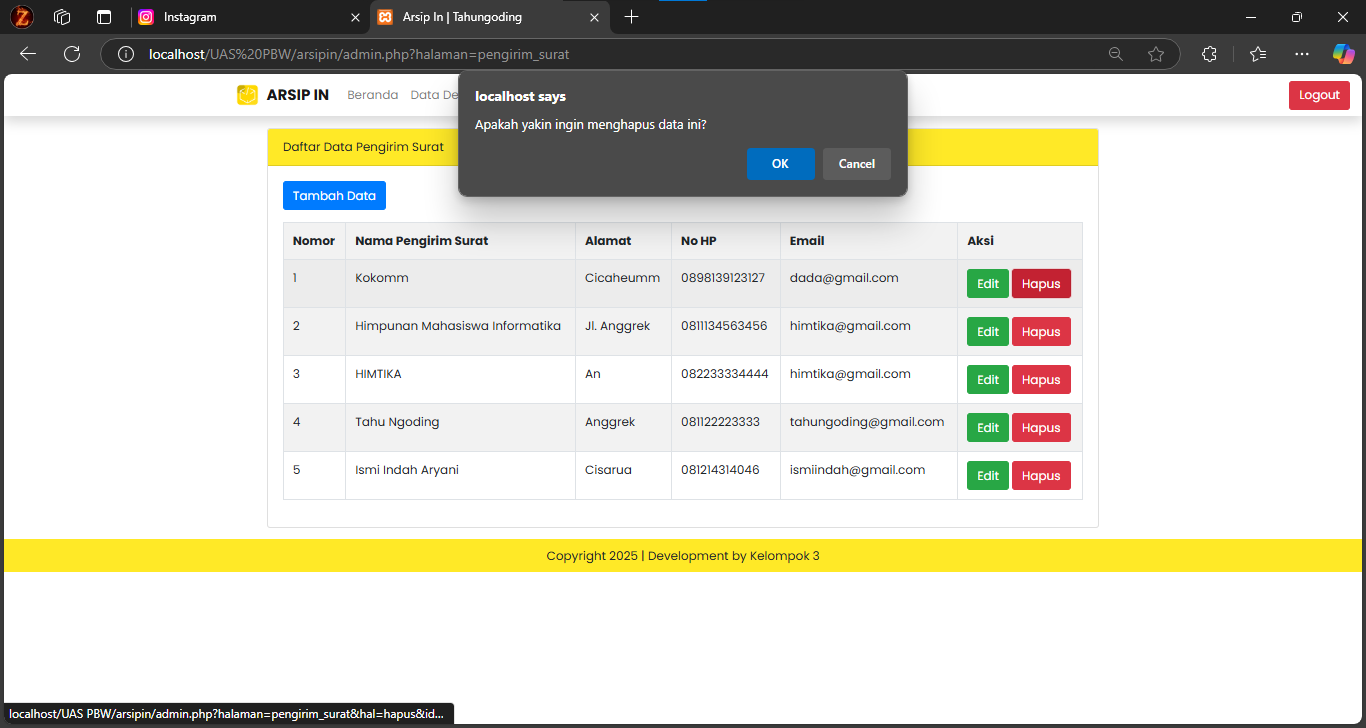 Instagram
Arsip In | Tahungoding
localhost/UAS%20PBW/arsipin/admin.php?halaman=pengirim_surat
ARSIP IN Beranda Data De
Logout
localhost says
Apakah yakin ingin menghapus data ini?
OK Cancel
Daftar Data Pengirim Surat
Tambah Data
Nomor Nama Pengirim Surat Alamat No HP Email Aksi
1 Kokomm Cicaheumm 0898139123127 dada@gmail.com Edit Hapus
2 Himpunan Mahasiswa Informatika Jl. Anggrek 0811134563456 himtika@gmail.com Edit Hapus
3 HIMTIKA An 082233334444 himtika@gmail.com Edit Hapus
4 Tahu Ngoding Anggrek 081122223333 tahungoding@gmail.com Edit Hapus
5 Ismi Indah Aryani Cisarua 081214314046 ismiindah@gmail.com Edit Hapus
Copyright 2025 | Development by Kelompok 3
localhost/UAS PBW/arsipin/admin.php?halaman=pengirim_surat&hal=hapus&id...